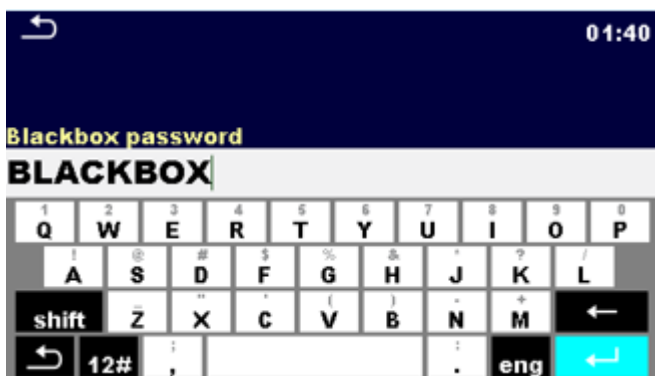 01:40
Blackbox password
BLACKBOX
1 2 3 4 5 6 7 8 9 0
Q W E R T Y U I O P
! @ # $ % & ' ? /
A S D F G H J K L
_ " ' ( ) - +
shift Z X C V B N M
; :
12# , . eng